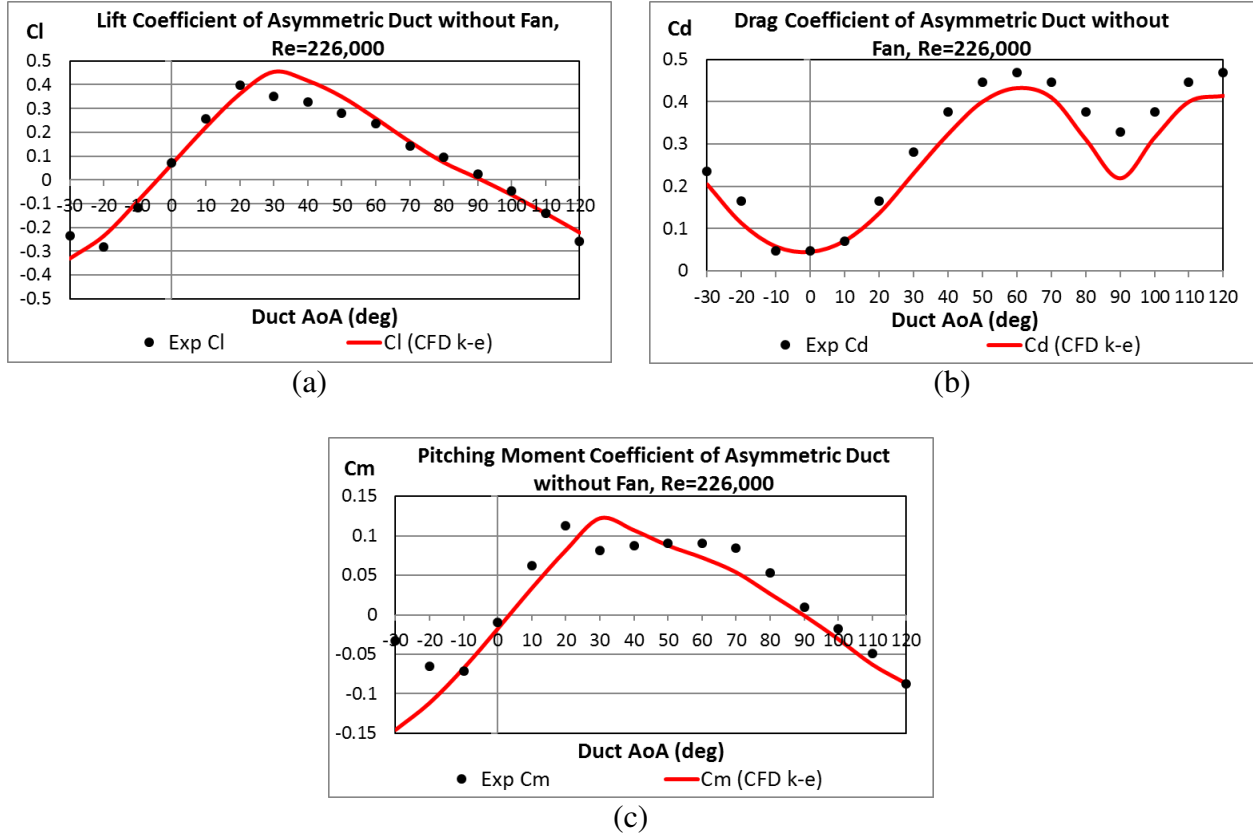 Cl
Lift Coefficient of Asymmetric Duct without Fan,
Re=226,000
0.5
0.4
0.3
0.2
0.1
0
-0.1
-0.2
-0.3
-0.4
-0.5
-30 -20 -10 0 10 20 30 40 50 60 70 80 90 100 110 120
Duct AoA (deg)
Exp Cl
Cl (CFD k-e)
(a)
Cd
Drag Coefficient of Asymmetric Duct without
Fan, Re=226,000
0.5
0.4
0.3
0.2
0.1
0
-30 -20 -10 0 10 20 30 40 50 60 70 80 90 100 110 120
Duct AoA (deg)
Exp Cd
Cd (CFD k-e)
(b)
Cm
Pitching Moment Coefficient of Asymmetric Duct
without Fan, Re=226,000
0.15
0.1
0.05
0
-0.05
-0.1
-0.15
-30 -20 -10 0 10 20 30 40 50 60 70 80 90 100 110 120
Duct AoA (deg)
Exp Cm
Cm (CFD k-e)
(c)